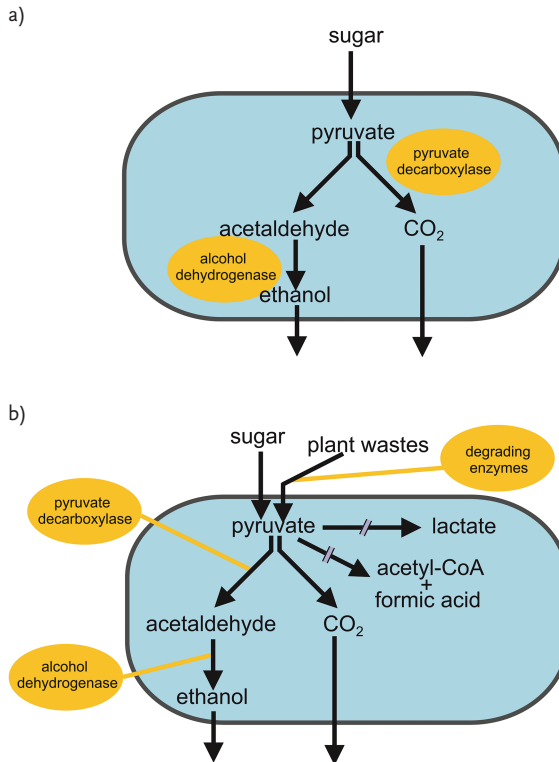 a)
sugar
pyruvate
pyruvate
decarboxylase
acetaldehyde
CO₂
alcohol
dehydrogenase
ethanol
b)
sugar
plant wastes
degrading
enzymes
pyruvate
decarboxylase
pyruvate
lactate
acetyl-CoA
+
formic acid
acetaldehyde
CO₂
alcohol
dehydrogenase
ethanol